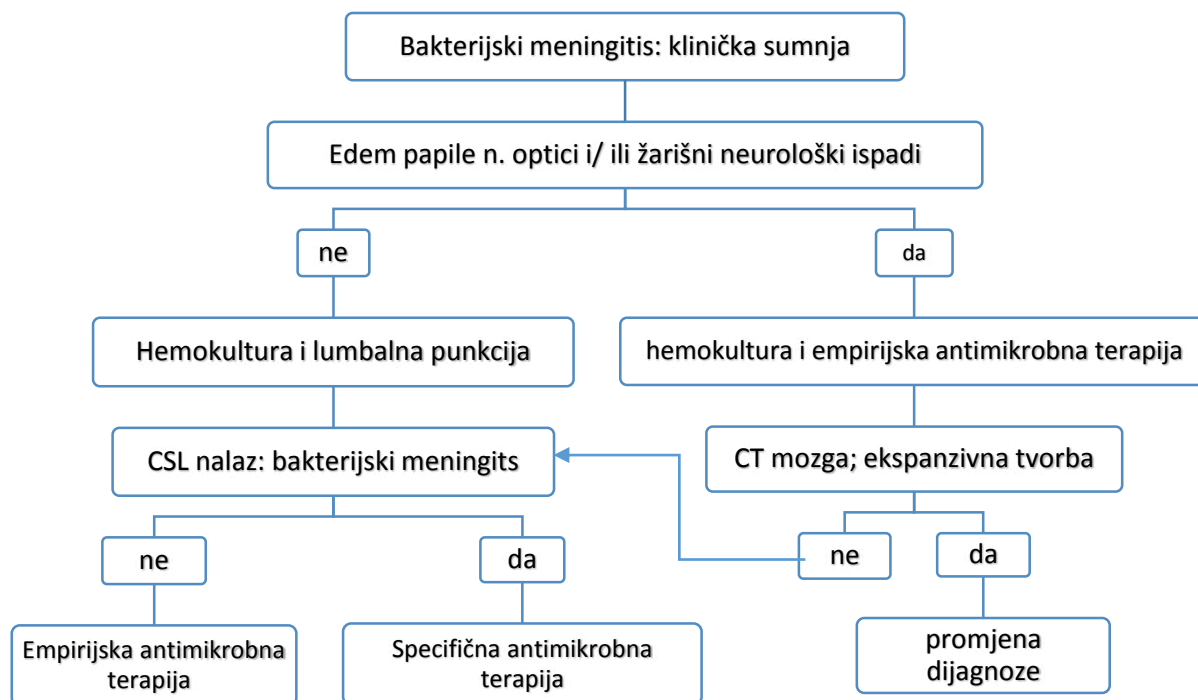 Bakterijski meningitis: klinička sumnja
Edem papile n. optici i/ ili žarišni neurološki ispadi
ne
da
Hemokultura i lumbalna punkcija
hemokultura i empirijska antimikrobna terapija
CSL nalaz: bakterijski meningits
CT mozga; ekspanzivna tvorba
ne
da
ne
da
Empirijska antimikrobna
terapija
Specifična antimikrobna
terapija
promjena
dijagnoze